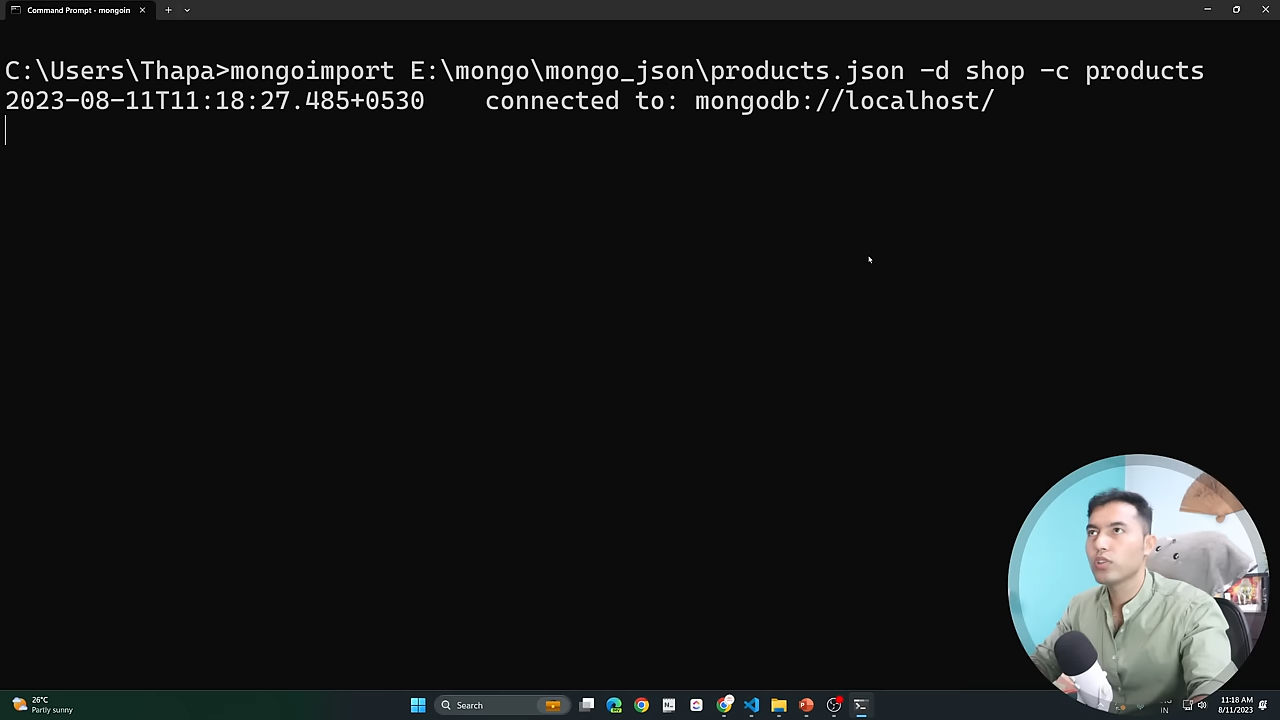 Command Prompt - mongoim
C:\Users\Thapa>mongoimport E:\mongo\mongo_json\products.json -d shop -c products
2023-08-11T11:18:27.485+0530    connected to: mongodb://localhost/
26°C
Partly sunny
Search
IN
11:18 AM
8/11/2023